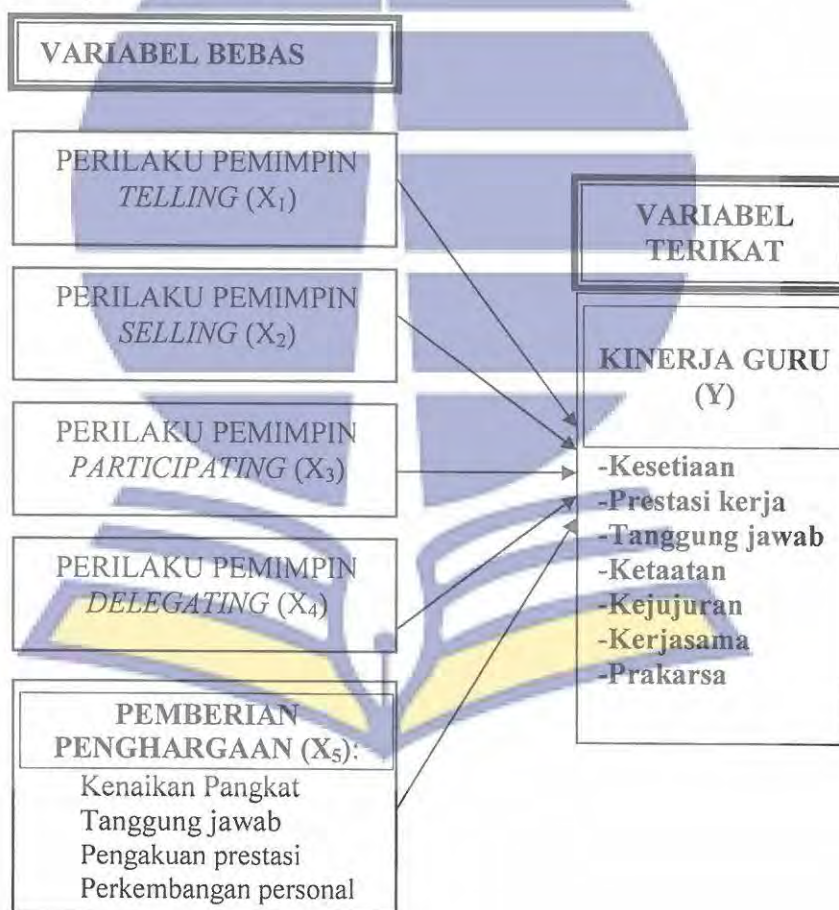 VARIABEL BEBAS
PERILAKU PEMIMPIN
TELLING (X₁)
PERILAKU PEMIMPIN
SELLING (X₂)
PERILAKU PEMIMPIN
PARTICIPATING (X₃)
PERILAKU PEMIMPIN
DELEGATING (X₄)
PEMBERIAN
PENGHARGAAN (X₅):
Kenaikan Pangkat
Tanggung jawab
Pengakuan prestasi
Perkembangan personal
VARIABEL
TERIKAT
KINERJA GURU
(Y)
-Kesetiaan
-Prestasi kerja
-Tanggung jawab
-Ketaatan
-Kejujuran
-Kerjasama
-Prakarsa